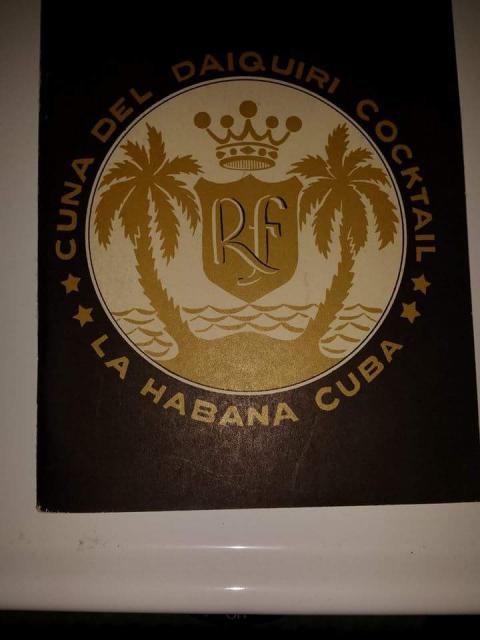 CUNA DEL DAIQUIRI COCKTAIL
RF
LA HABANA CUBA